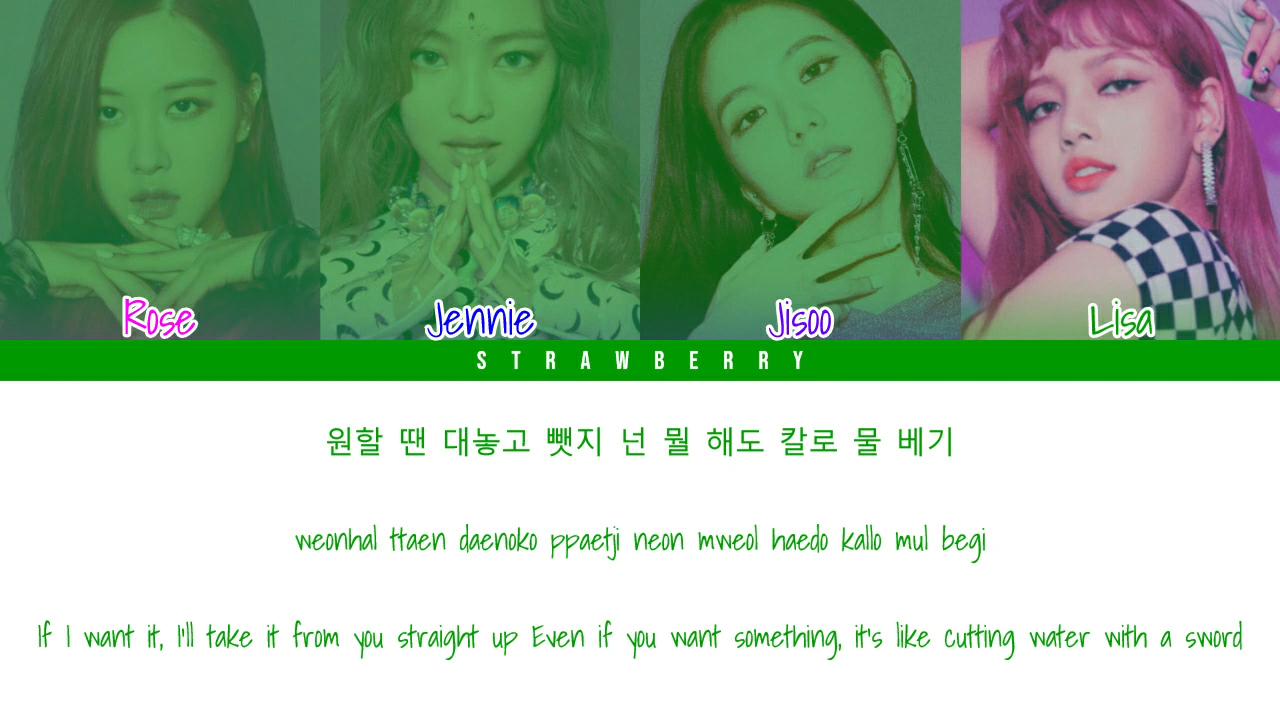 Rose Jennie Jisoo Lisa
STRAWBERRY
원할 땐 대놓고 뺏지 넌 뭘 해도 칼로 물 베기
weonhal ttaen daenoko ppaetji neon mweol haedo kallo mul begi
If I want it, I'll take it from you straight up Even if you want something, it's like cutting water with a sword